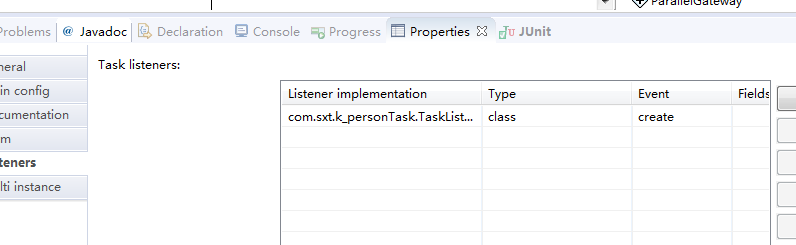 ParallelGateway
Problems @ Javadoc Declaration Console Progress Properties JUnit
neral
in config
cumentation
rm
teners
lti instance
Task listeners:
Listener implementation Type Event Fields
com.sxt.k_personTask.TaskList... class create